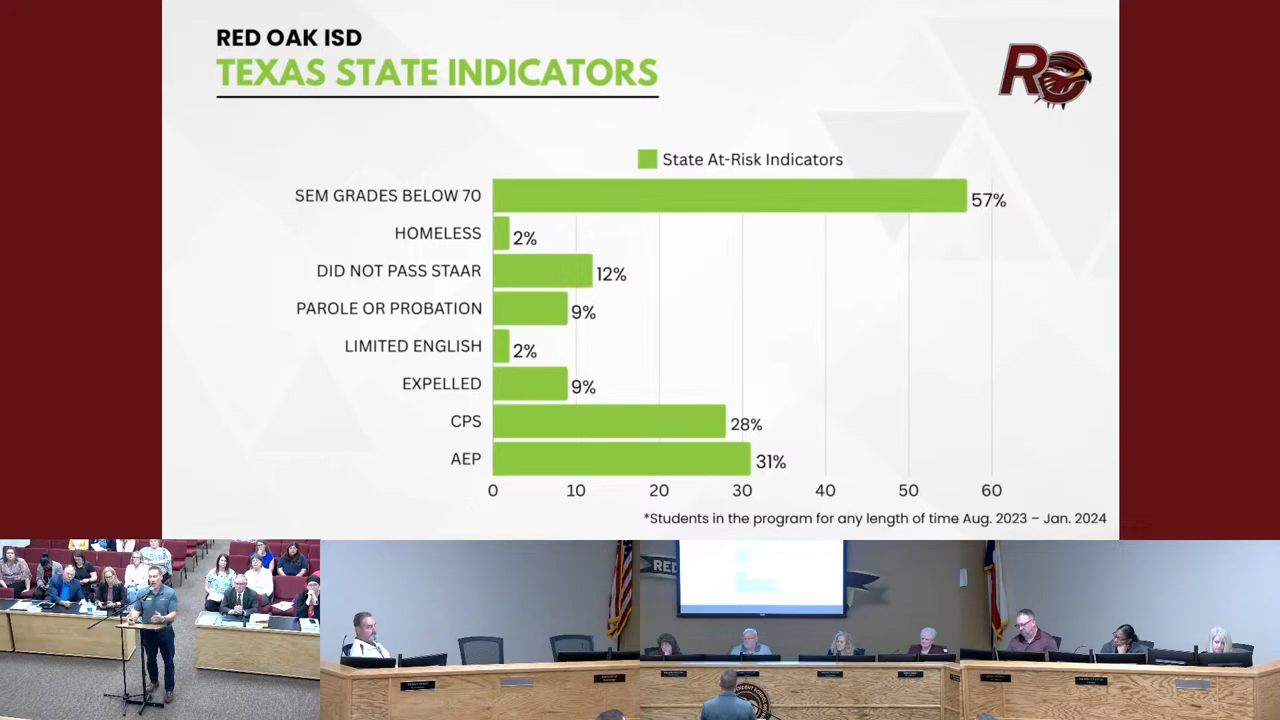 RED OAK ISD
TEXAS STATE INDICATORS
RO
State At-Risk Indicators
SEM GRADES BELOW 70
57%
HOMELESS
2%
DID NOT PASS STAAR
12%
PAROLE OR PROBATION
9%
LIMITED ENGLISH
2%
EXPELLED
9%
CPS
28%
AEP
31%
0 10 20 30 40 50 60
*Students in the program for any length of time Aug. 2023 – Jan. 2024
RED